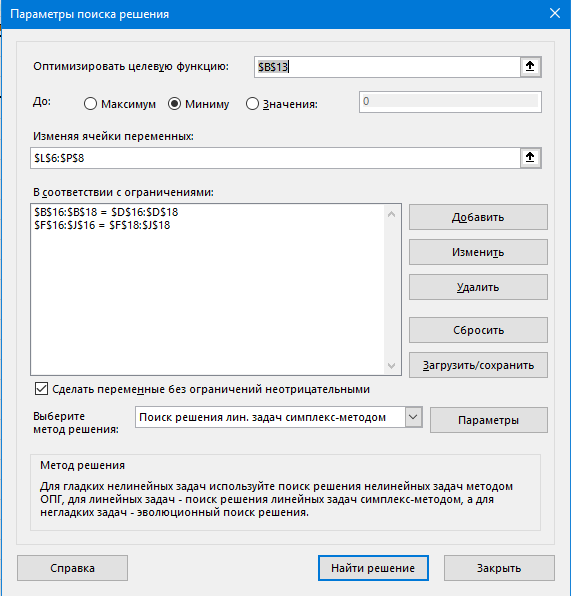 Параметры поиска решения
Оптимизировать целевую функцию: $B$13
До: Максимум Миниму Значения: 0
Изменяя ячейки переменных:
$L$6:$P$8
В соответствии с ограничениями:
$B$16:$B$18 = $D$16:$D$18
$F$16:$J$16 = $F$18:$J$18
Добавить
Изменить
Удалить
Сбросить
Загрузить/сохранить
Сделать переменные без ограничений неотрицательными
Выберите
метод решения:
Поиск решения лин. задач симплекс-методом
Параметры
Метод решения
Для гладких нелинейных задач используйте поиск решения нелинейных задач методом
ОПГ, для линейных задач - поиск решения линейных задач симплекс-методом, а для
негладких задач - эволюционный поиск решения.
Справка Найти решение Закрыть